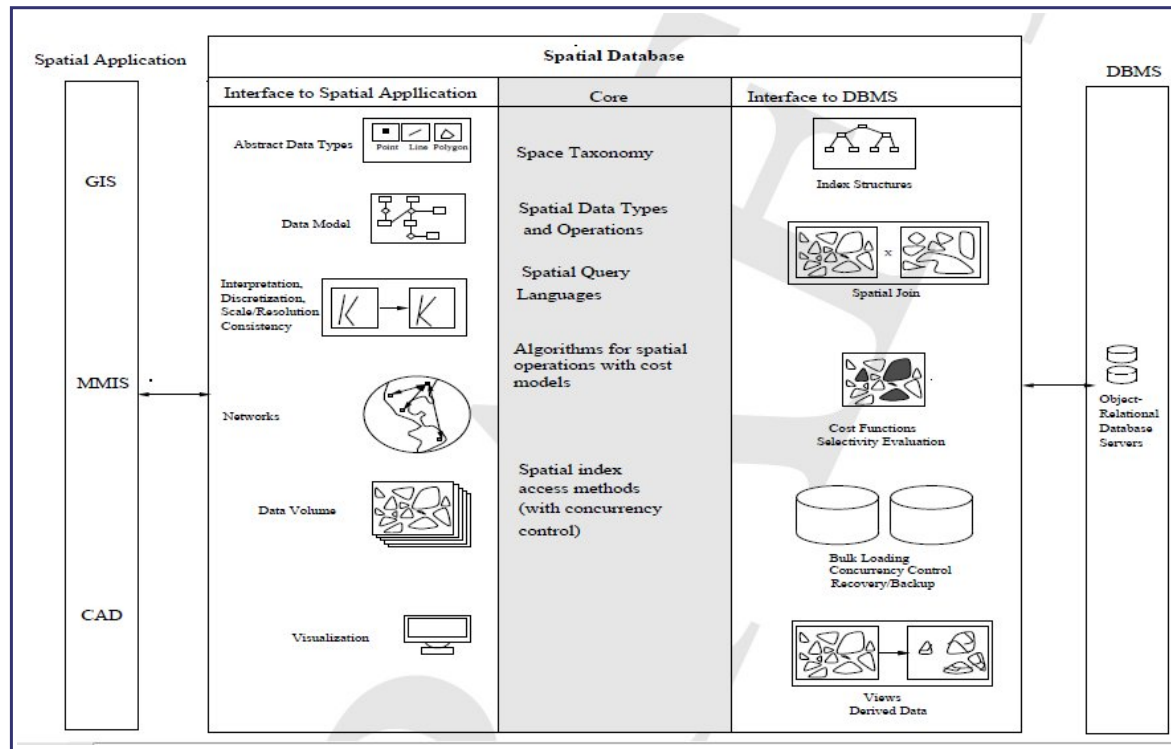 Spatial Application
GIS
MMIS
CAD
Spatial Database
Interface to Spatial Appllication
Abstract Data Types
Point Line Polygon
Data Model
Interpretation,
Discretization,
Scale/Resolution
Consistency
Networks
Data Volume
Visualization
Core
Space Taxonomy
Spatial Data Types
and Operations
Spatial Query
Languages
Algorithms for spatial
operations with cost
models
Spatial index
access methods
(with concurrency
control)
Interface to DBMS
Index Structures
x
Spatial Join
Cost Functions
Selectivity Evaluation
Bulk Loading
Concurrency Control
Recovery/Backup
Views
Derived Data
DBMS
Object-
Relational
Database
Servers